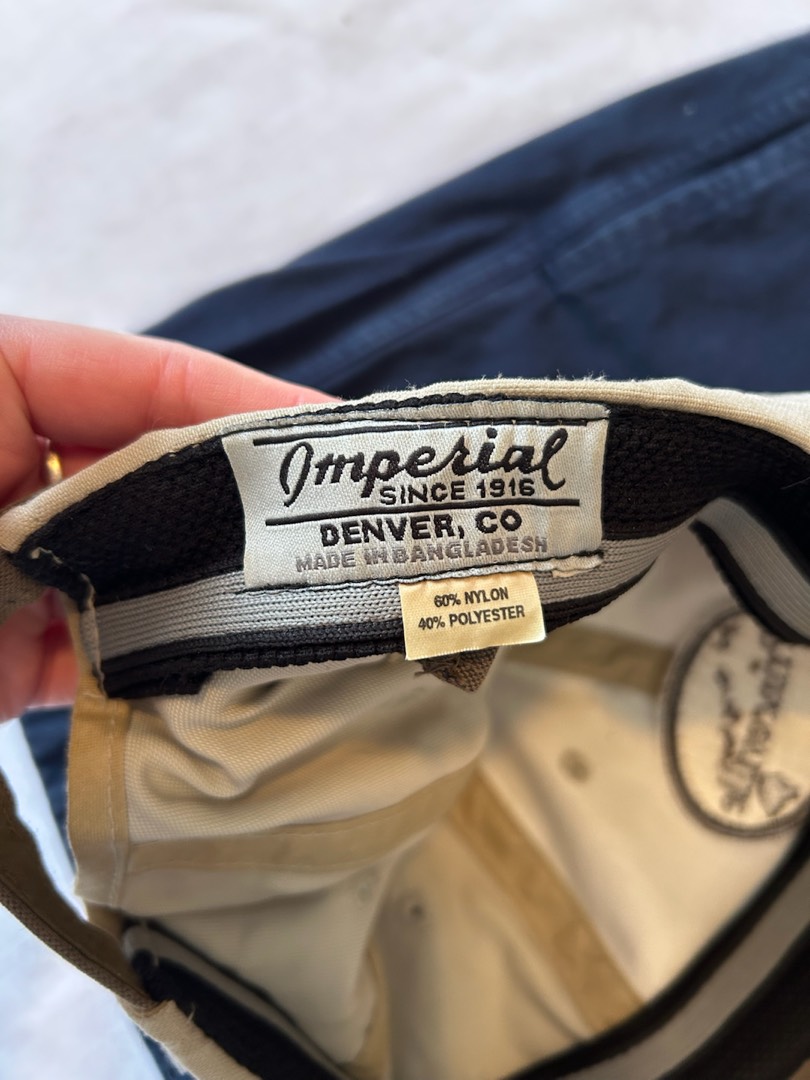 Imperial
SINCE 1916
DENVER, CO
MADE IN BANGLADESH
60% NYLON
40% POLYESTER